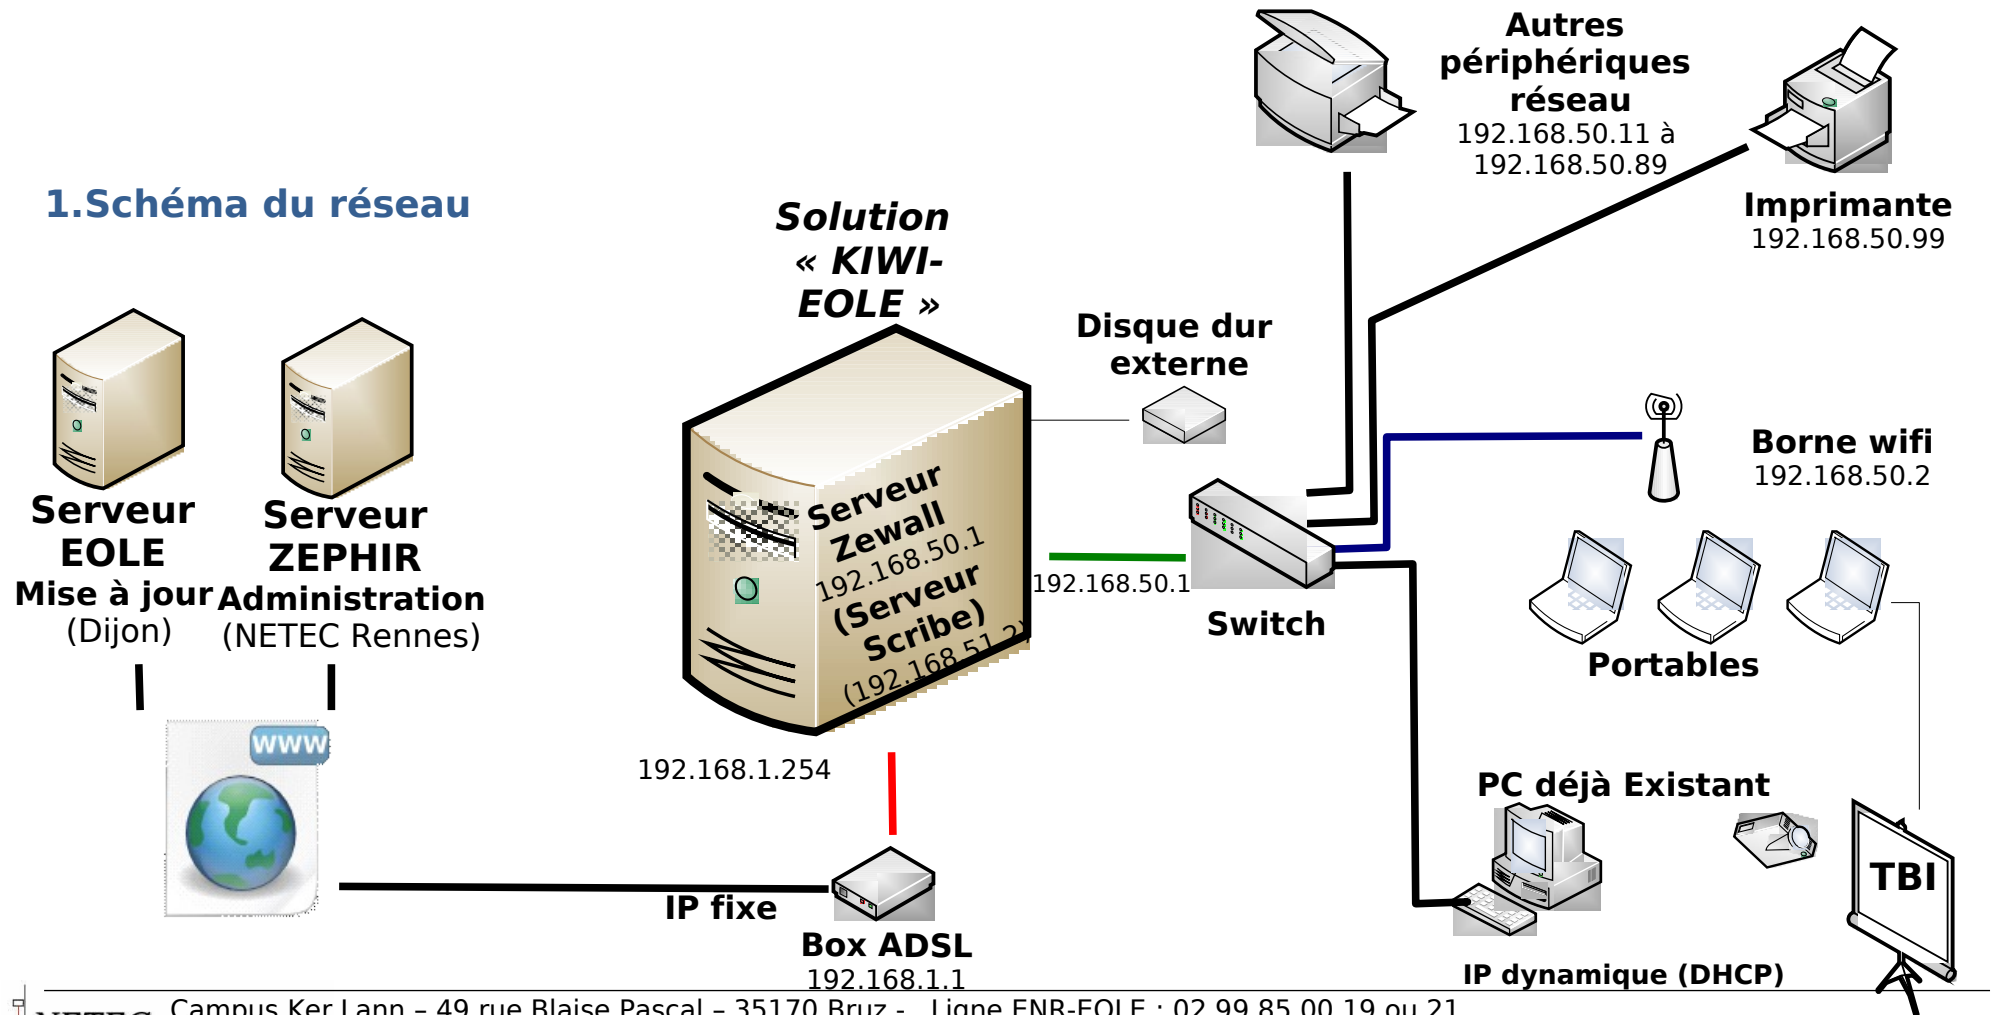 Autres
périphériques
réseau
192.168.50.11 à
192.168.50.89
Imprimante
192.168.50.99
1.Schéma du réseau
Solution
« KIWI-
EOLE »
Disque dur
externe
Borne wifi
192.168.50.2
Serveur
EOLE
Mise à jour
(Dijon)
Serveur
ZEPHIR
Administration
(NETEC Rennes)
Serveur
Zewall
192.168.50.1
(Serveur
Scribe)
(192.168.51.2)
192.168.50.1
Switch
Portables
www
192.168.1.254
PC déjà Existant
TBI
IP fixe
Box ADSL
192.168.1.1
IP dynamique (DHCP)
NETEC
Campus Ker Lann – 49 rue Blaise Pascal – 35170 Bruz - Ligne ENR-EOLE : 02 99 85 00 19 ou 21